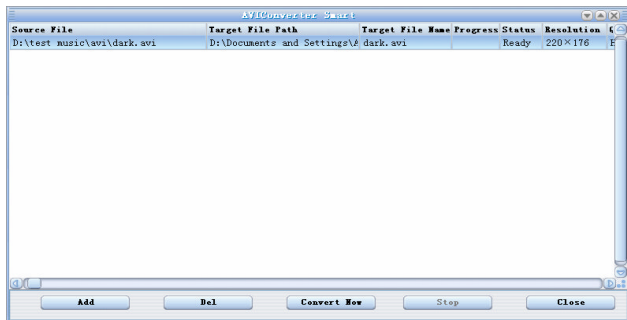 AVIConverter Smart
Source File Target File Path Target File Name Progress Status Resolution
D:\test music\avi\dark.avi D:\Documents and Settings\A dark.avi Ready 220×176
Add Del Convert Now Stop Close